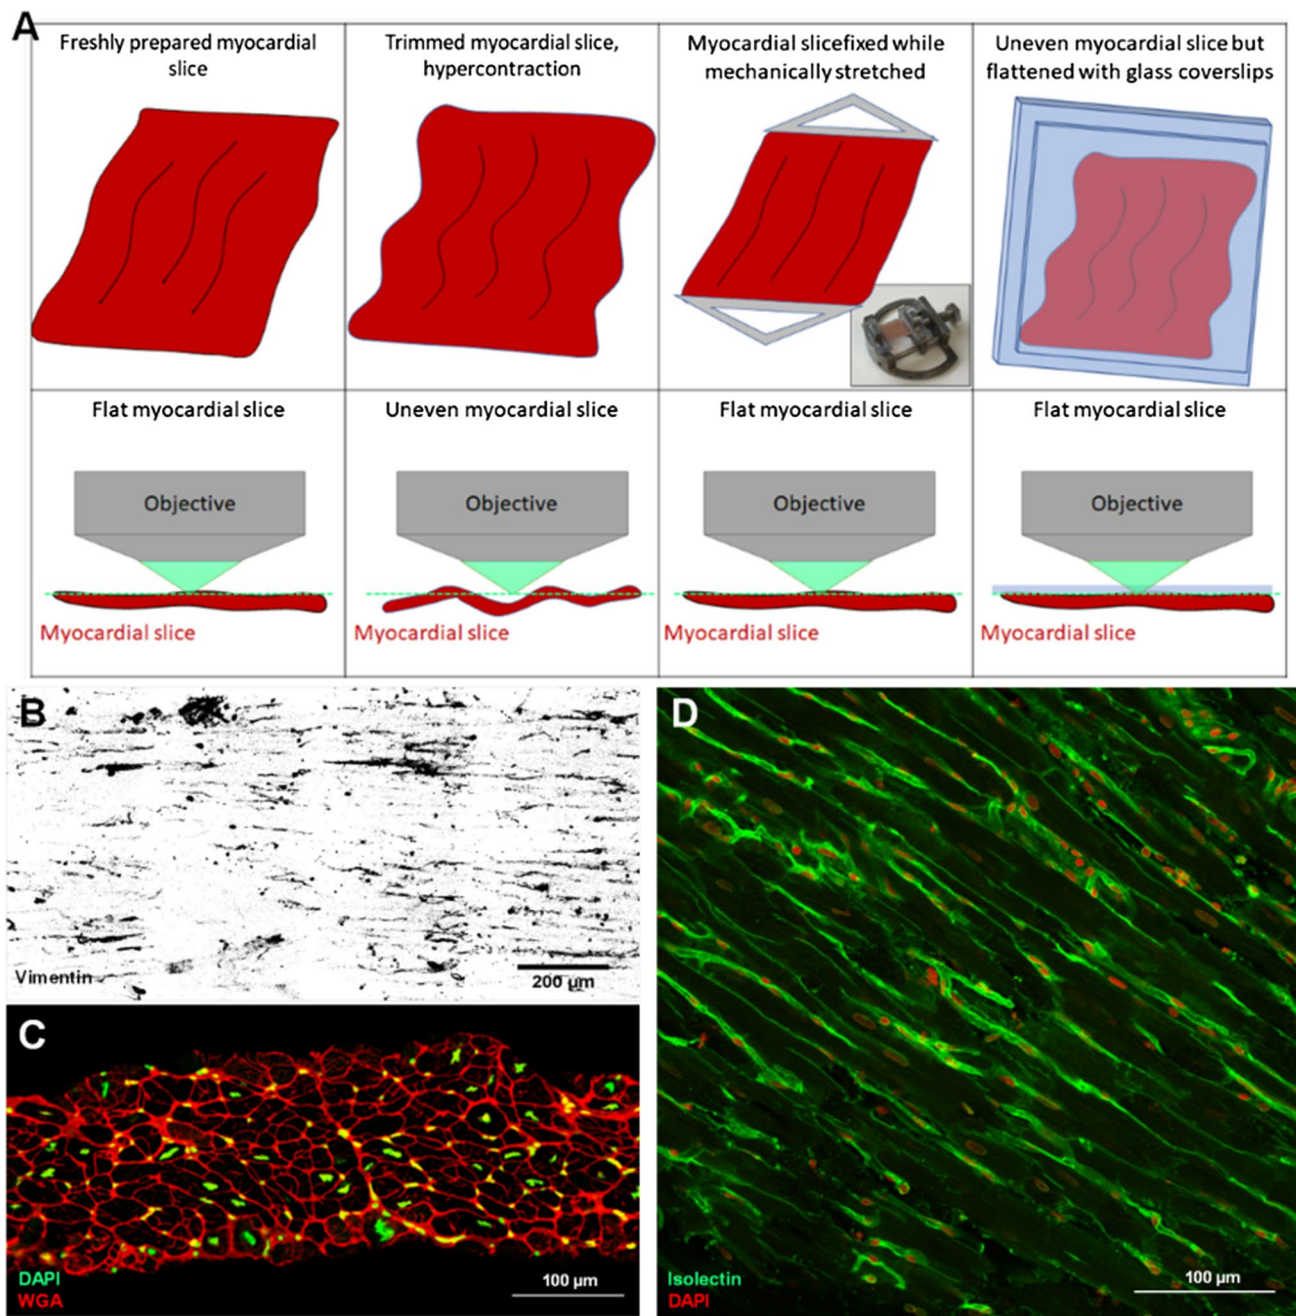 A
Freshly prepared myocardial
slice
Trimmed myocardial slice,
hypercontraction
Myocardial slicefixed while
mechanically stretched
Uneven myocardial slice but
flattened with glass coverslips
Flat myocardial slice
Uneven myocardial slice
Flat myocardial slice
Flat myocardial slice
Objective
Objective
Objective
Objective
Myocardial slice
Myocardial slice
Myocardial slice
Myocardial slice
B
Vimentin
200 µm
C
DAPI
WGA
100 µm
D
Isolectin
DAPI
100 µm